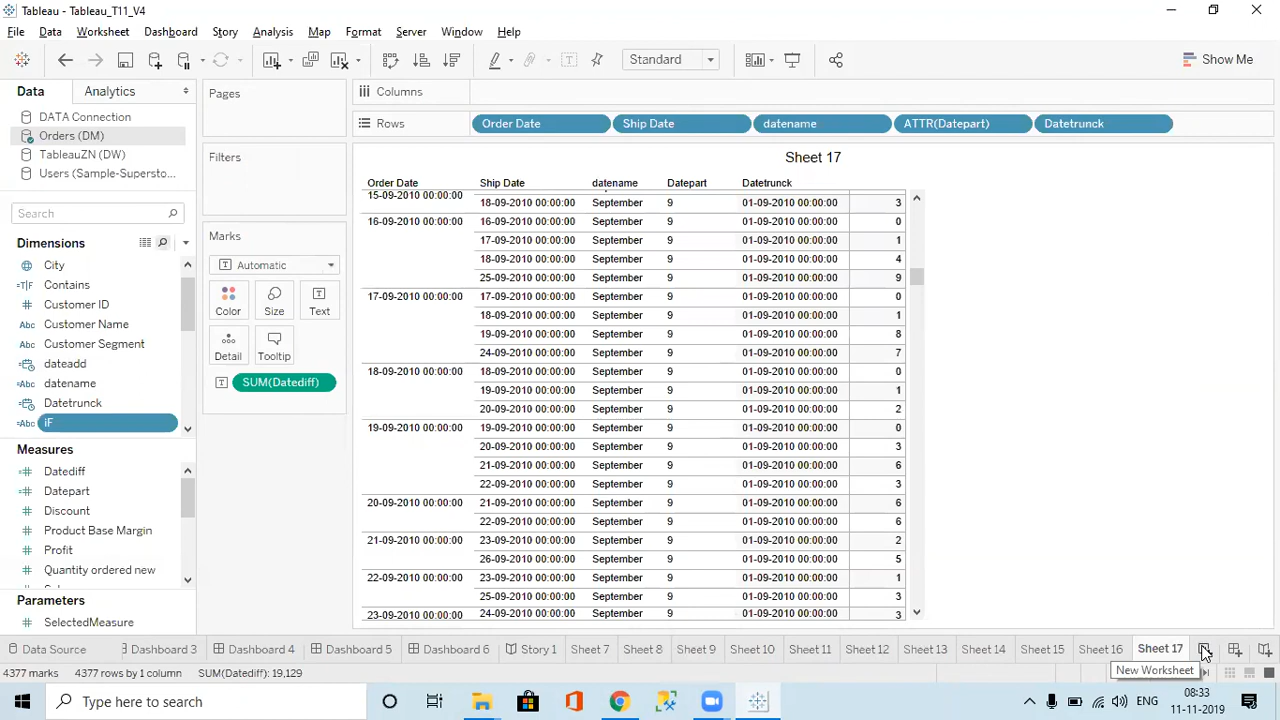 Tableau - Tableau_T11_V4
File Data Worksheet Dashboard Story Analysis Map Format Server Window Help
Standard Show Me
Data Analytics
DATA Connection
Orders (DM)
TableauZN (DW)
Users (Sample-Supersto...
Search
Dimensions
City
Contains
Customer ID
Abc Customer Name
Abc Customer Segment
dateadd
Abc datename
Datetrunck
Abc iF
Measures
Datediff
Datepart
Discount
Product Base Margin
Profit
Quantity ordered new
Parameters
SelectedMeasure
Pages
Filters
Marks
Automatic
Color Size Text
Detail Tooltip
SUM(Datediff)
Columns
Rows Order Date Ship Date datename ATTR(Datepart) Datetrunck
Sheet 17
Order Date Ship Date datename Datepart Datetrunck
15-09-2010 00:00:00 18-09-2010 00:00:00 September 9 01-09-2010 00:00:00 3
16-09-2010 00:00:00 16-09-2010 00:00:00 September 9 01-09-2010 00:00:00 0
17-09-2010 00:00:00 September 9 01-09-2010 00:00:00 1
18-09-2010 00:00:00 September 9 01-09-2010 00:00:00 4
25-09-2010 00:00:00 September 9 01-09-2010 00:00:00 9
17-09-2010 00:00:00 17-09-2010 00:00:00 September 9 01-09-2010 00:00:00 0
18-09-2010 00:00:00 September 9 01-09-2010 00:00:00 1
19-09-2010 00:00:00 September 9 01-09-2010 00:00:00 8
24-09-2010 00:00:00 September 9 01-09-2010 00:00:00 7
18-09-2010 00:00:00 18-09-2010 00:00:00 September 9 01-09-2010 00:00:00 0
19-09-2010 00:00:00 September 9 01-09-2010 00:00:00 1
20-09-2010 00:00:00 September 9 01-09-2010 00:00:00 2
19-09-2010 00:00:00 19-09-2010 00:00:00 September 9 01-09-2010 00:00:00 0
20-09-2010 00:00:00 September 9 01-09-2010 00:00:00 3
21-09-2010 00:00:00 September 9 01-09-2010 00:00:00 6
22-09-2010 00:00:00 September 9 01-09-2010 00:00:00 3
20-09-2010 00:00:00 21-09-2010 00:00:00 September 9 01-09-2010 00:00:00 6
22-09-2010 00:00:00 September 9 01-09-2010 00:00:00 6
21-09-2010 00:00:00 23-09-2010 00:00:00 September 9 01-09-2010 00:00:00 2
26-09-2010 00:00:00 September 9 01-09-2010 00:00:00 5
22-09-2010 00:00:00 23-09-2010 00:00:00 September 9 01-09-2010 00:00:00 1
25-09-2010 00:00:00 September 9 01-09-2010 00:00:00 3
23-09-2010 00:00:00 24-09-2010 00:00:00 September 9 01-09-2010 00:00:00 3
Data Source Dashboard 3 Dashboard 4 Dashboard 5 Dashboard 6 Story 1 Sheet 7 Sheet 8 Sheet 9 Sheet 10 Sheet 11 Sheet 12 Sheet 13 Sheet 14 Sheet 15 Sheet 16 Sheet 17
New Worksheet
4377 marks 4377 rows by 1 column SUM(Datediff): 19,129
Type here to search
ENG 08:33
11-11-2019